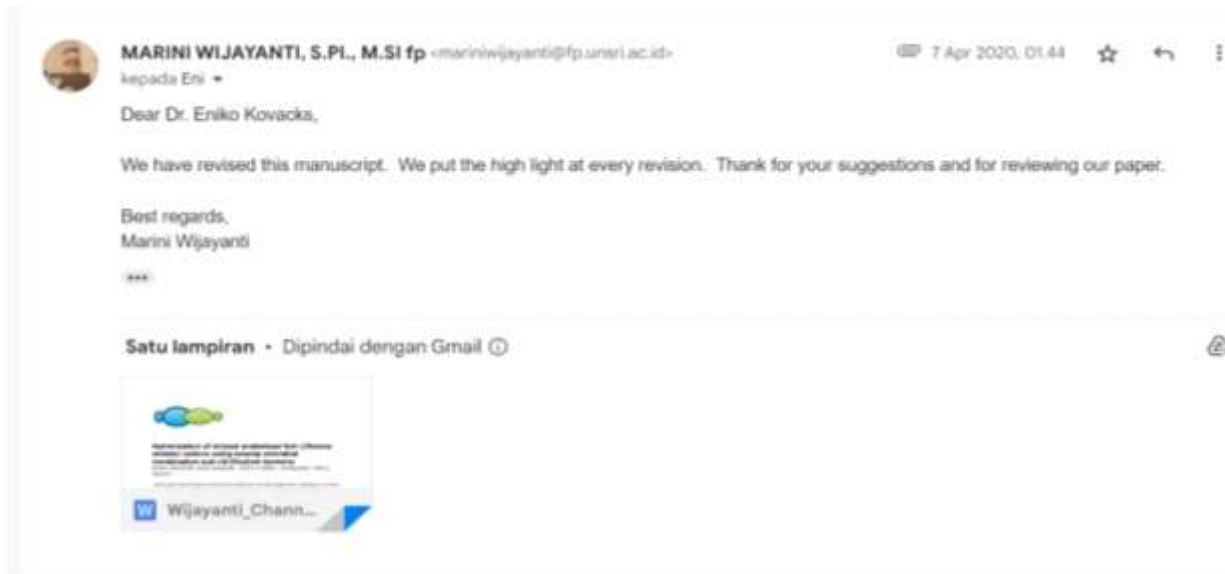 MARINI WIJAYANTI, S.PI., M.SI fp <mariniwijayanti@fp.unsri.ac.id>
7 Apr 2020, 01.44
kepada Eni
Dear Dr. Eniko Kovacka,
We have revised this manuscript. We put the high light at every revision. Thank for your suggestions and for reviewing our paper.
Best regards,
Marini Wijayanti
Satu lampiran • Dipindai dengan Gmail
W Wijayanti_Chann...